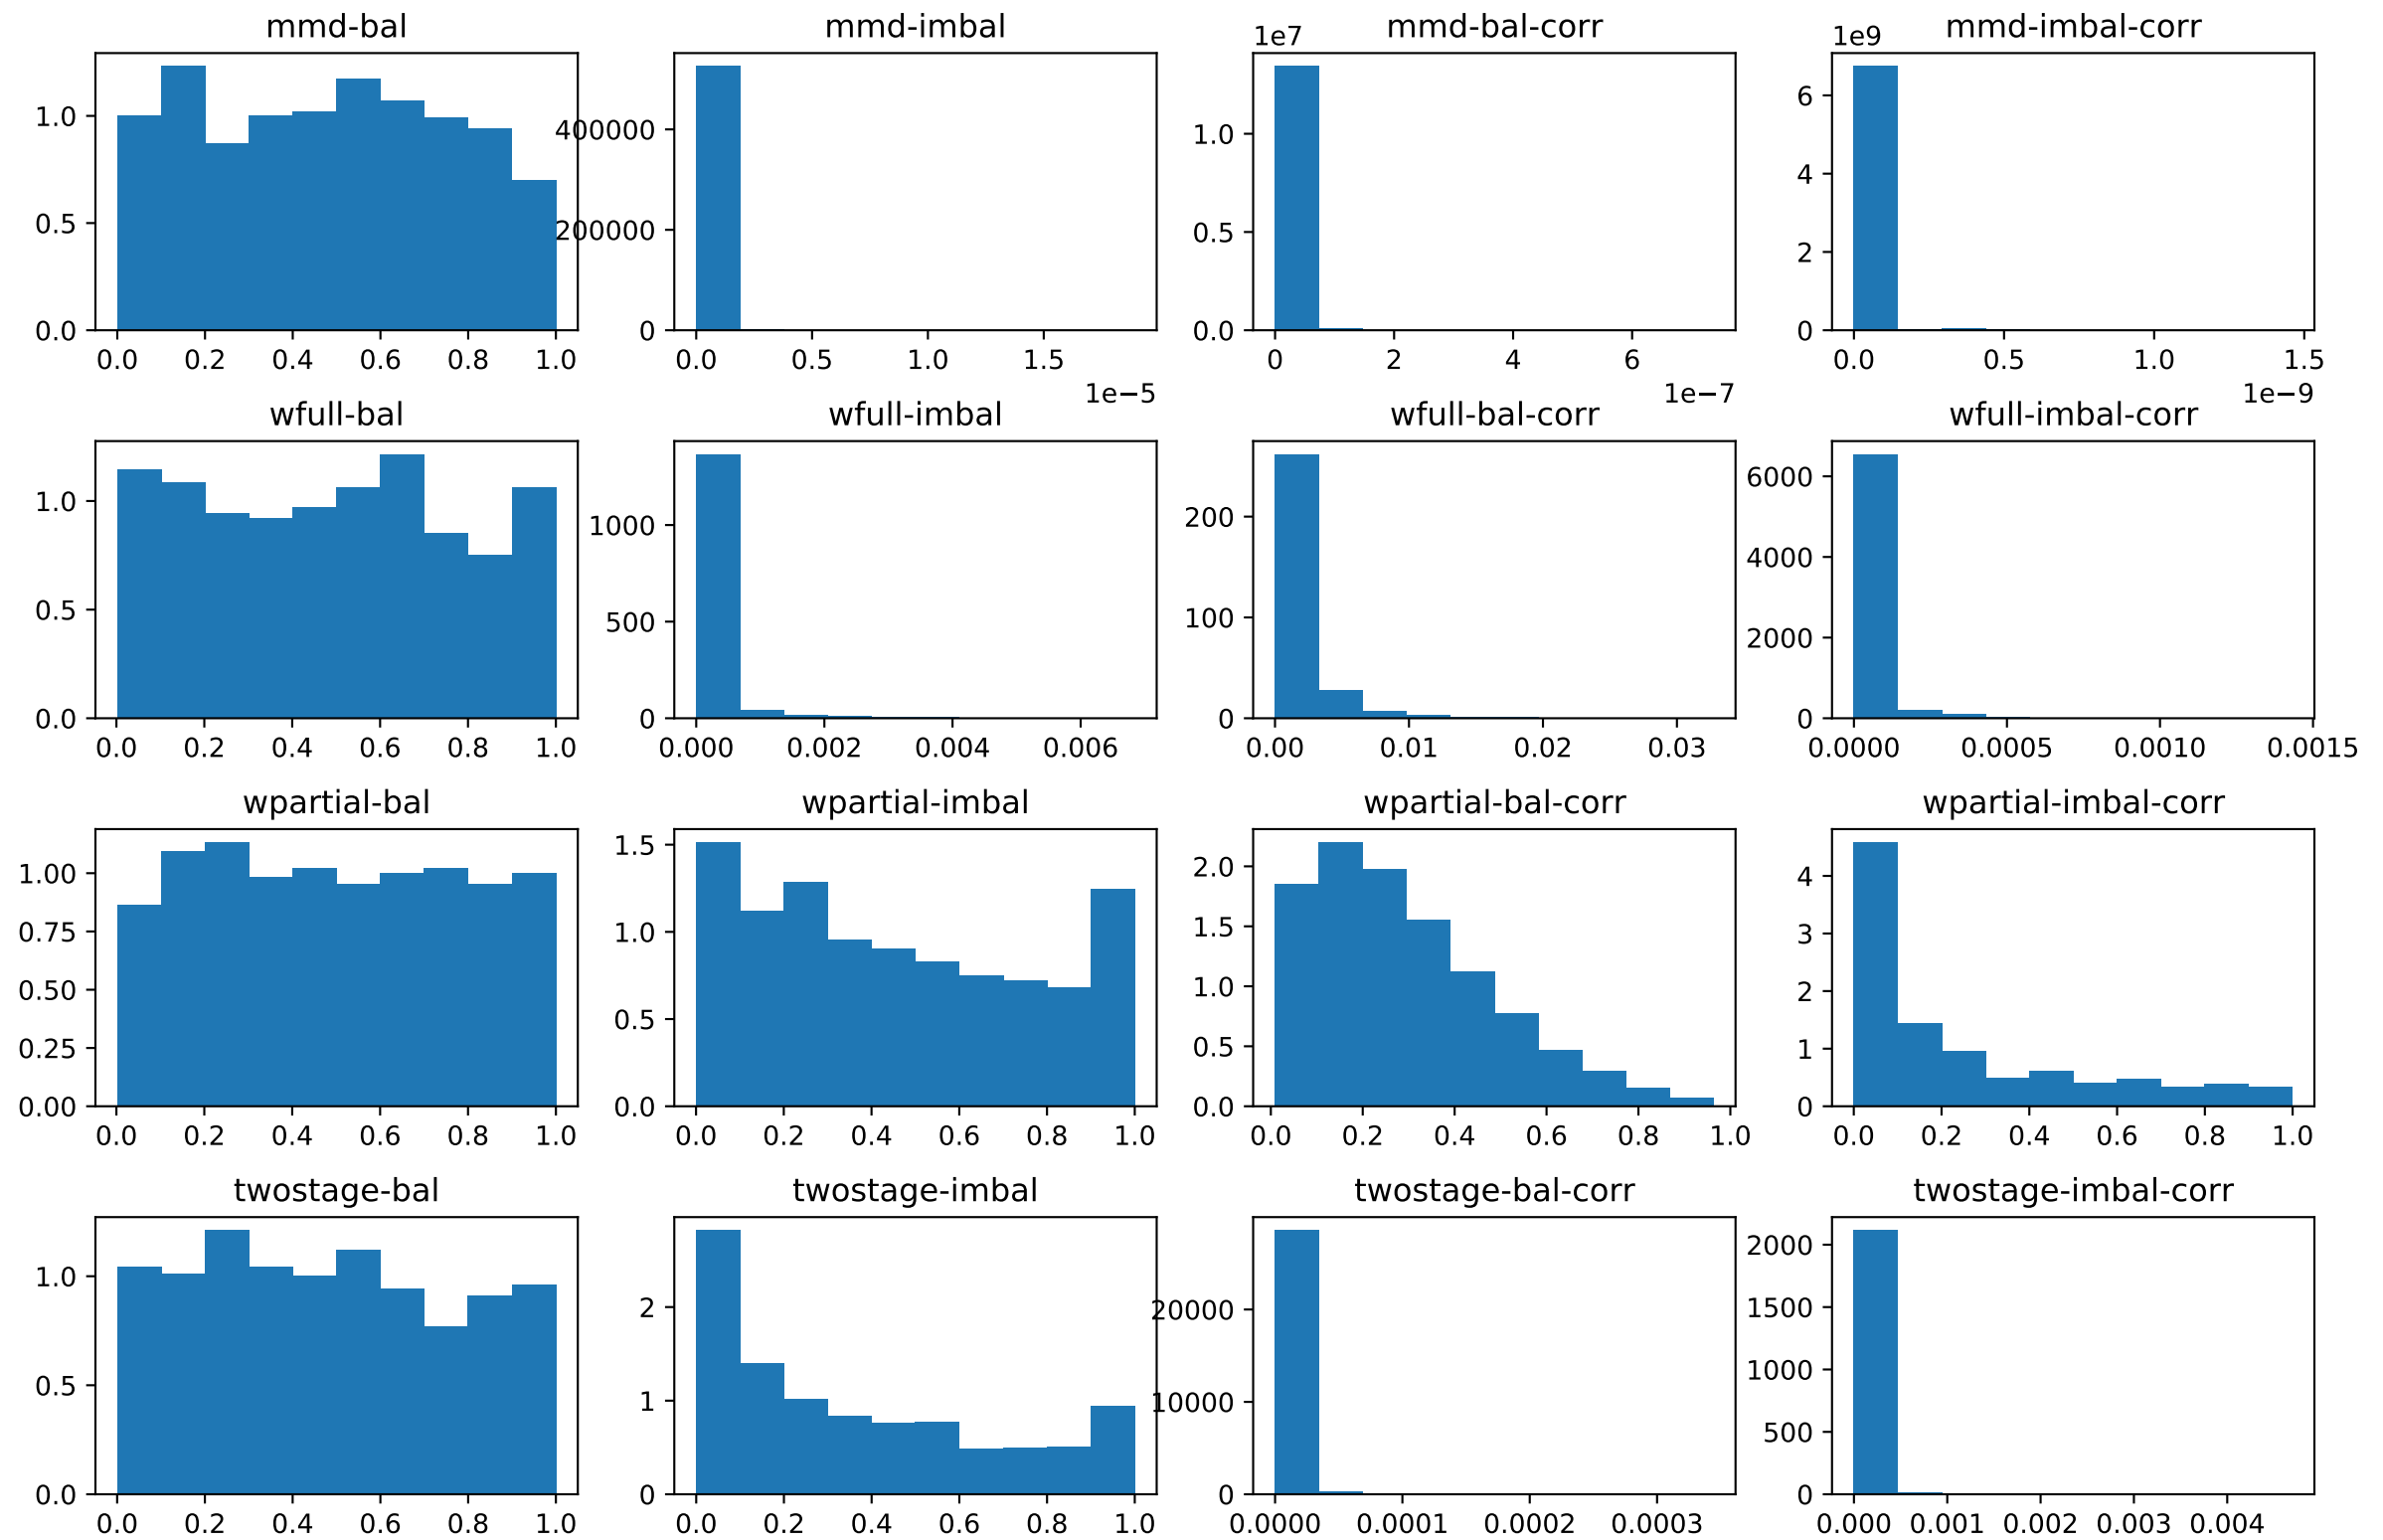 mmd-bal mmd-imbal mmd-bal-corr mmd-imbal-corr
1e7 1e9
1.0 0.5 0.0
400000 200000 0
1.0 0.5 0.0
6 4 2 0
0.0 0.2 0.4 0.6 0.8 1.0
0.0 0.5 1.0 1.5
0 2 4 6
0.0 0.5 1.0 1.5
1e−5 1e−7 1e−9
wfull-bal wfull-imbal wfull-bal-corr wfull-imbal-corr
1.0 0.5 0.0
1000 500 0
200 100 0
6000 4000 2000 0
0.0 0.2 0.4 0.6 0.8 1.0
0.000 0.002 0.004 0.006
0.00 0.01 0.02 0.03
0.0000 0.0005 0.0010 0.0015
wpartial-bal wpartial-imbal wpartial-bal-corr wpartial-imbal-corr
1.00 0.75 0.50 0.25 0.00
1.5 1.0 0.5 0.0
2.0 1.5 1.0 0.5 0.0
4 3 2 1 0
0.0 0.2 0.4 0.6 0.8 1.0
0.0 0.2 0.4 0.6 0.8 1.0
0.0 0.2 0.4 0.6 0.8 1.0
0.0 0.2 0.4 0.6 0.8 1.0
twostage-bal twostage-imbal twostage-bal-corr twostage-imbal-corr
1.0 0.5 0.0
2 1 0
20000 10000 0
2000 1500 1000 500 0
0.0 0.2 0.4 0.6 0.8 1.0
0.0 0.2 0.4 0.6 0.8 1.0
0.0000 0.0001 0.0002 0.0003
0.000 0.001 0.002 0.003 0.004